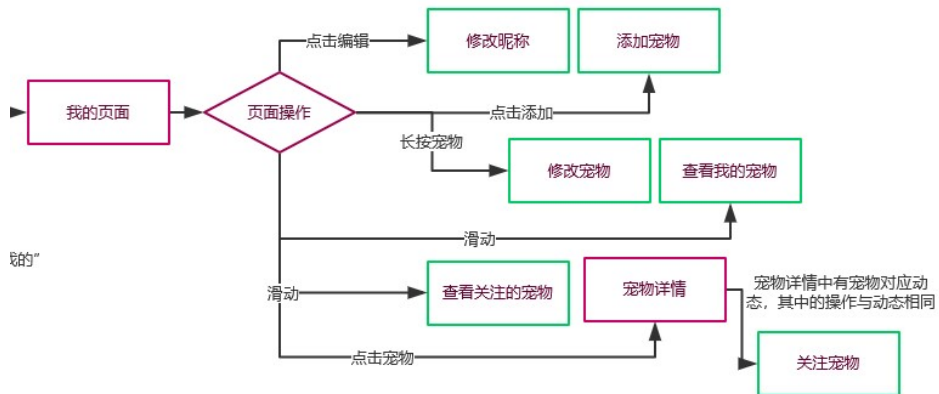 点击编辑
修改昵称
添加宠物
我的页面
页面操作
点击添加
长按宠物
修改宠物
查看我的宠物
滑动
我的”
滑动
查看关注的宠物
宠物详情
宠物详情中有宠物对应动
态，其中的操作与动态相同
点击宠物
关注宠物